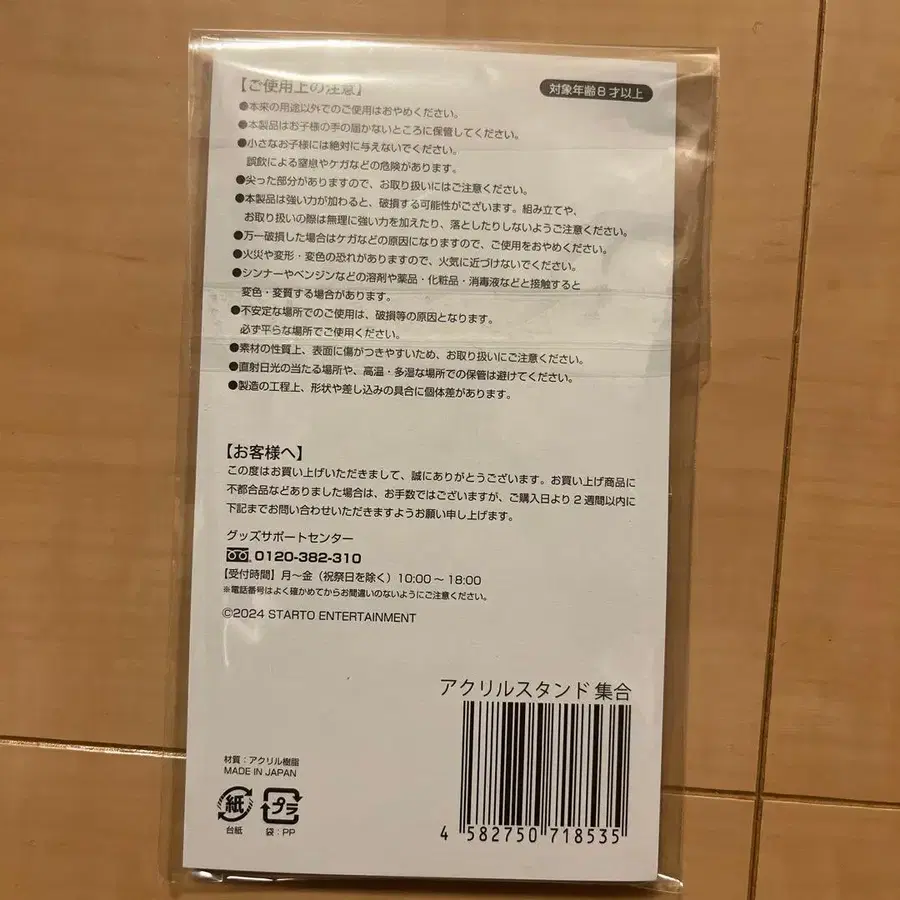 【ご使用上の注意】
対象年齢8才以上
●本来の用途以外でのご使用はおやめください。
●本製品はお子様の手の届かないところに保管してください。
●小さなお子様には絶対に与えないでください。
誤飲による窒息やケガなどの危険があります。
●尖った部分がありますので、お取り扱いにはご注意ください。
●本製品は強い力が加わると、破損する可能性がございます。組み立てや、
お取り扱いの際は無理に強い力を加えたり、落としたりしないようご注意ください。
●万一破損した場合はケガなどの原因になりますので、ご使用をおやめください。
●火災や変形・変色の恐れがありますので、火気に近づけないでください。
●シンナーやベンジンなどの溶剤や薬品・化粧品・消毒液などと接触すると
変色・変質する場合があります。
●不安定な場所でのご使用は、破損等の原因となります。
必ず平らな場所でご使用ください。
●素材の性質上、表面に傷がつきやすいため、お取り扱いにご注意ください。
●直射日光の当たる場所や、高温・多湿な場所での保管は避けてください。
●製造の工程上、形状や差し込みの具合に個体差があります。
【お客様へ】
この度はお買い上げいただきまして、誠にありがとうございます。お買い上げ商品に
不都合品などありました場合は、お手数ではございますが、ご購入日より2週間以内に
下記までお問い合わせいただきますようお願い申し上げます。
グッズサポートセンター
0120-382-310
【受付時間】月〜金（祝祭日を除く）10:00〜18:00
※電話番号はよく確かめてからお間違いのないようにご注意ください。
©2024 STARTO ENTERTAINMENT
アクリルスタンド 集合
材質：アクリル樹脂
MADE IN JAPAN
紙
プラ
台紙
袋：PP
4 582750 718535